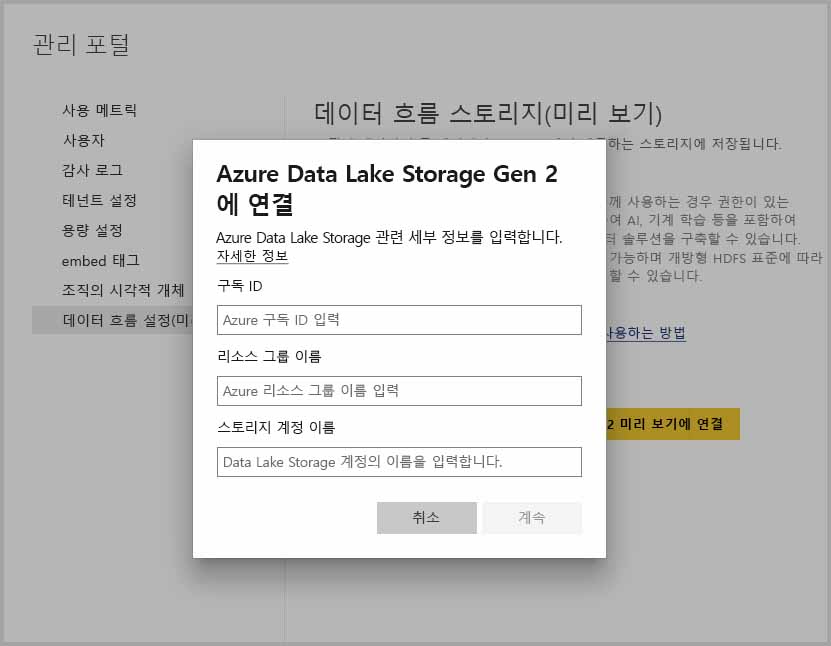 관리 포털
사용 메트릭
사용자
감사 로그
테넌트 설정
용량 설정
embed 태그
조직의 시각적 개체
데이터 흐름 설정(미
데이터 흐름 스토리지(미리 보기)
하는 스토리지에 저장됩니다.
께 사용하는 경우 권한이 있는
여 AI, 기계 학습 등을 포함하여
터 솔루션을 구축할 수 있습니다.
가능하며 개방형 HDFS 표준에 따라
할 수 있습니다.
사용하는 방법
2 미리 보기에 연결
Azure Data Lake Storage Gen 2
에 연결
Azure Data Lake Storage 관련 세부 정보를 입력합니다.
자세한 정보
구독 ID
Azure 구독 ID 입력
리소스 그룹 이름
Azure 리소스 그룹 이름 입력
스토리지 계정 이름
Data Lake Storage 계정의 이름을 입력합니다.
취소
계속